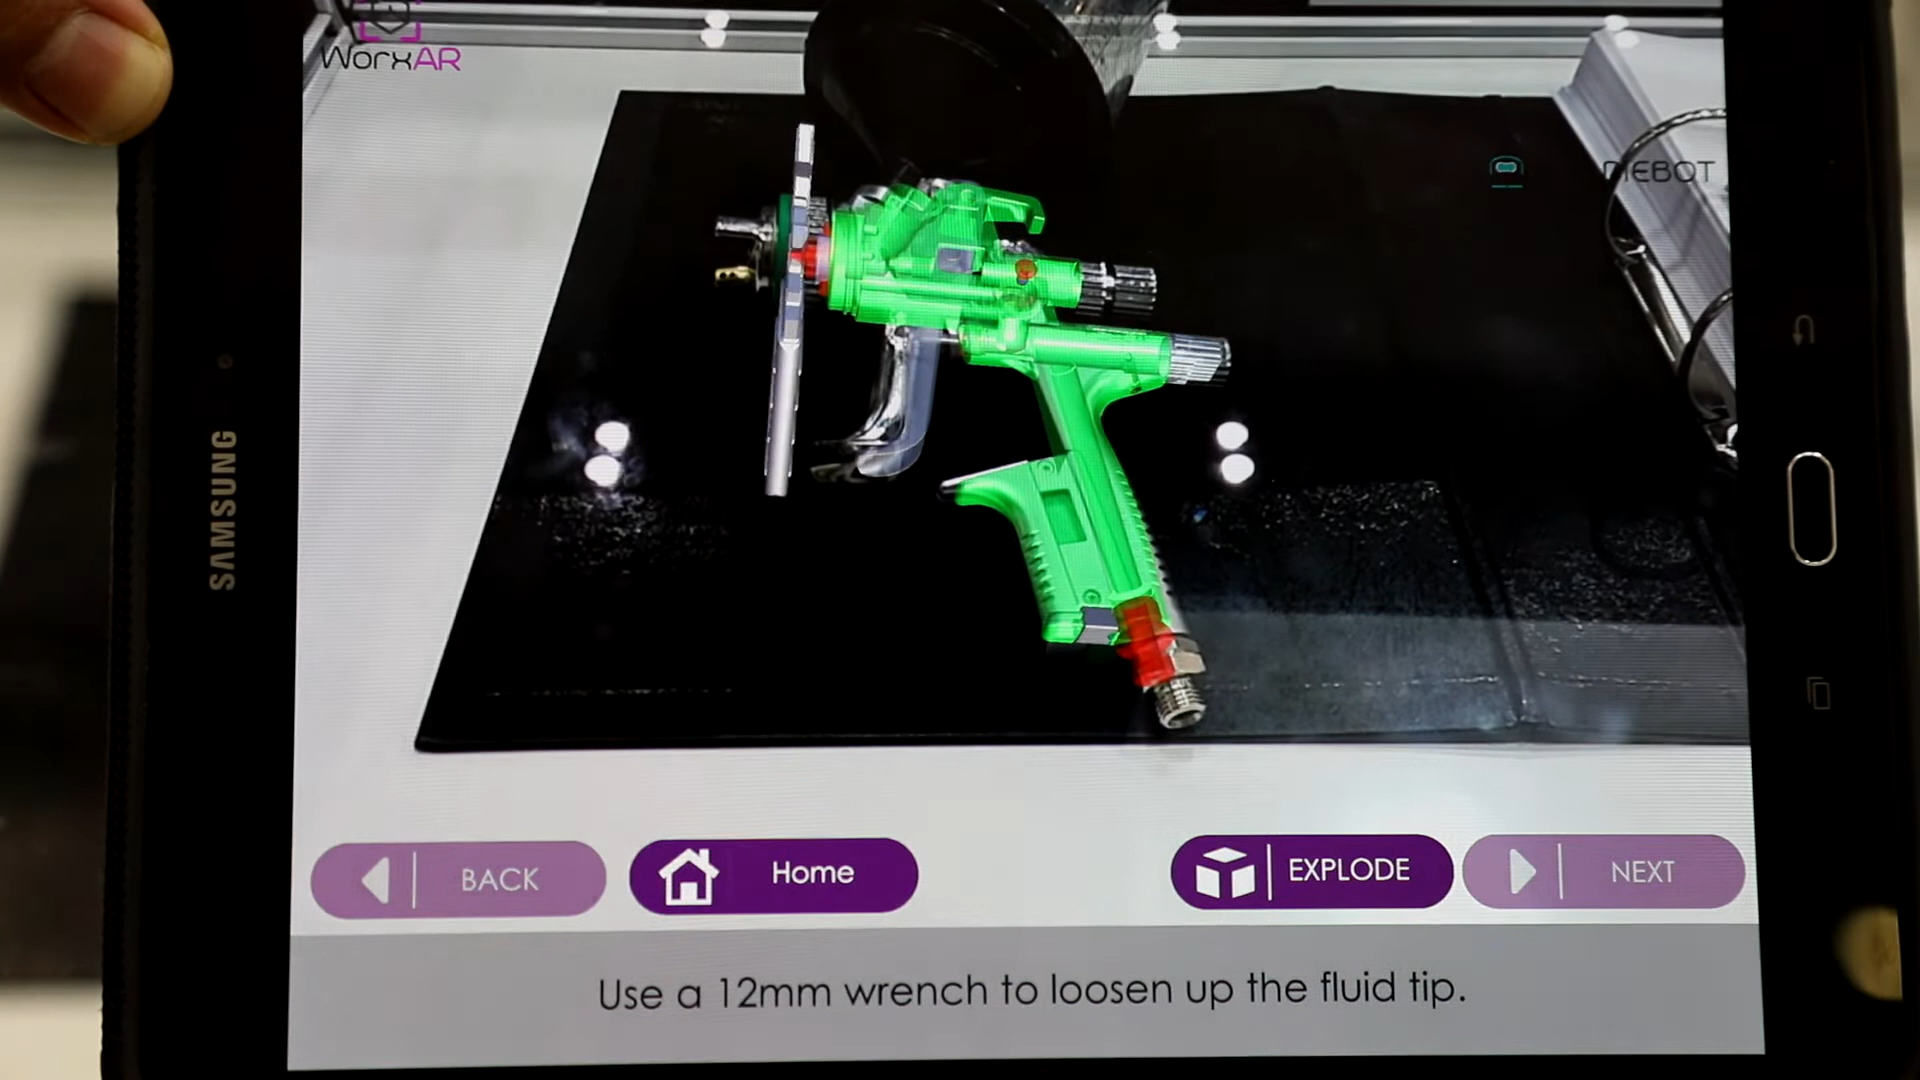 WorxAR
SAMSUNG
BACK
Home
EXPLODE
NEXT
Use a 12mm wrench to loosen up the fluid tip.